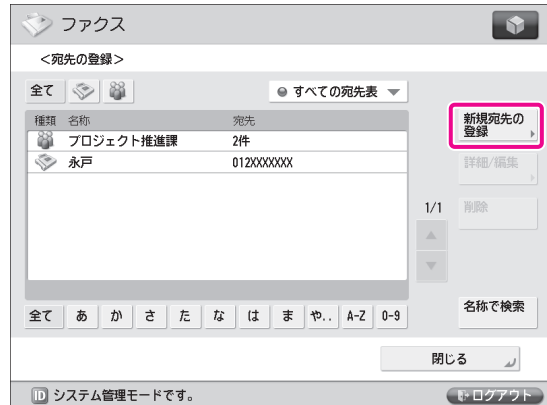 ファクス
<宛先の登録>
全て
すべての宛先表
種類 名称 宛先
プロジェクト推進課 2件
永戸 012XXXXXXX
新規宛先の
登録
詳細/編集
1/1
削除
名称で検索
全て あ か さ た な は ま や.. A-Z 0-9
閉じる
ID システム管理モードです。
ログアウト